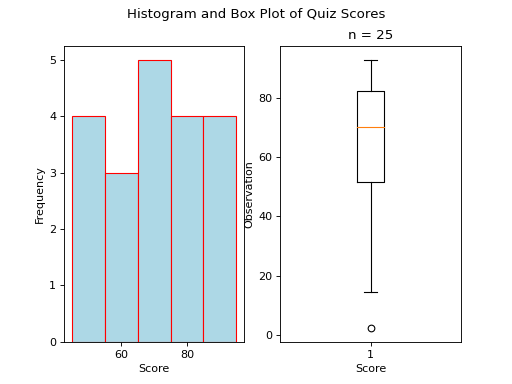 Histogram and Box Plot of Quiz Scores
n = 25
Frequency
5
4
3
2
1
0
60 80
Score
Observation
80
60
40
20
0
1
Score